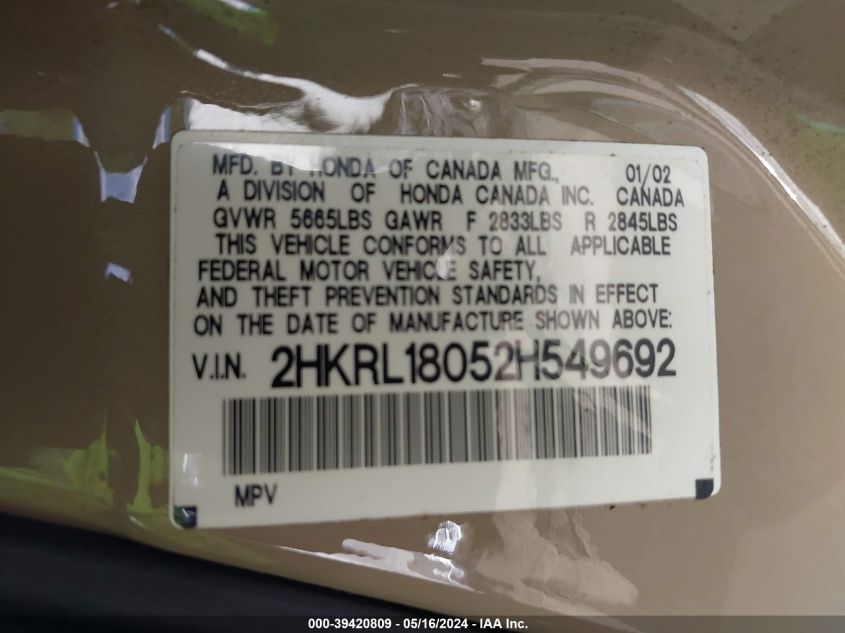 MFD. BY HONDA OF CANADA MFG., 01/02
A DIVISION OF HONDA CANADA INC. CANADA
GVWR 5665LBS GAWR F 2833LBS R 2845LBS
THIS VEHICLE CONFORMS TO ALL APPLICABLE
FEDERAL MOTOR VEHICLE SAFETY,
AND THEFT PREVENTION STANDARDS IN EFFECT
ON THE DATE OF MANUFACTURE SHOWN ABOVE:
V.I.N. 2HKRL18052H549692
MPV
000-39420809 - 05/16/2024 - IAA Inc.